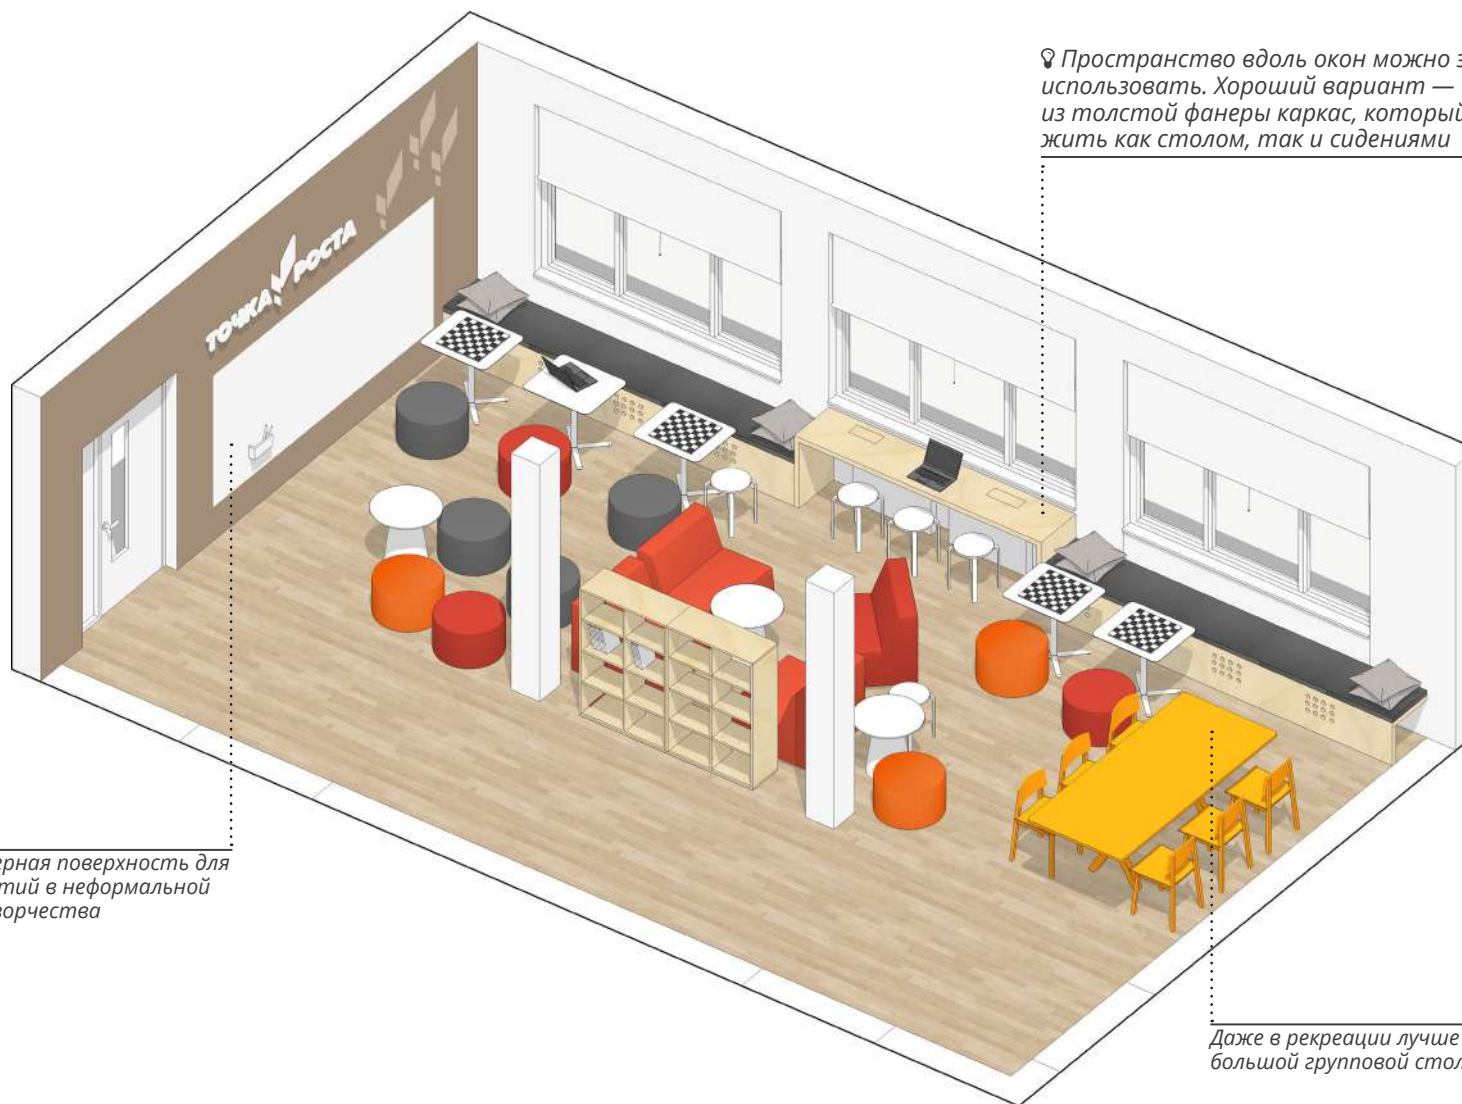 Пространство вдоль окон можно
использовать. Хороший вариант —
из толстой фанеры каркас, который
жить как столом, так и сидениями
ТОЧКА РОСТА
ерная поверхность для
тий в неформальной
ворчества
Даже в рекреации лучше
большой групповой стол